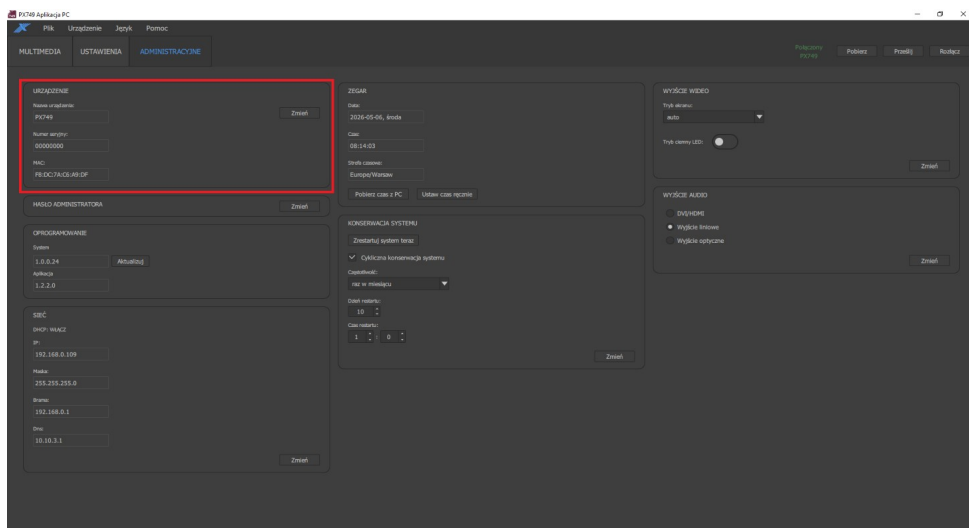 PX749 Aplikacja PC
Plik Urządzenie Język Pomoc
MULTIMEDIA USTAWIENIA ADMINISTRACYJNE
Połączony
PX749
Pobierz Prześlij Rozłącz
URZĄDZENIE
Nazwa urządzenia:
PX749
Zmień
Numer seryjny:
00000000
MAC:
F8:DC:7A:C6:A9:DF
HASŁO ADMINISTRATORA
Zmień
OPROGRAMOWANIE
System
1.0.0.24
Aktualizuj
Aplikacja
1.2.2.0
SIEĆ
DHCP: WŁĄCZ
IP:
192.168.0.109
Maska:
255.255.255.0
Brama:
192.168.0.1
Dns:
10.10.3.1
Zmień
ZEGAR
Data:
2026-05-06, środa
Czas:
08:14:03
Strefa czasowa:
Europe/Warsaw
Pobierz czas z PC Ustaw czas ręcznie
KONSERWACJA SYSTEMU
Zrestartuj system teraz
Cykliczna konserwacja systemu
Częstotliwość:
raz w miesiącu
Dzień restartu:
10
Czas restartu:
1 : 0
Zmień
WYJŚCIE WIDEO
Tryb ekranu:
auto
Tryb ciemny LED:
Zmień
WYJŚCIE AUDIO
DVI/HDMI
Wyjście liniowe
Wyjście optyczne
Zmień